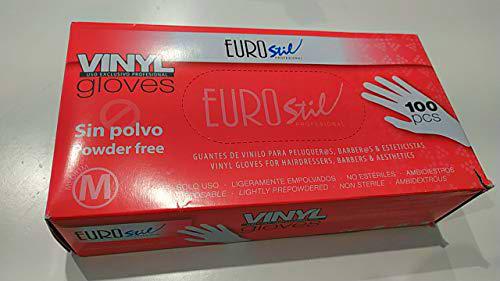 EUROStil
PROFESSIONAL
VINYL
USO EXCLUSIVO PROFESIONAL
gloves
100
pcs
EUROStil
PROFESSIONAL
Sin polvo
Powder free
GUANTES DE VINILO PARA PELUQUER@S, BARBER@S & ESTETICISTAS
VINYL GLOVES FOR HAIRDRESSERS, BARBERS & AESTHETICS
M
SOLO USO - LIGERAMENTE EMPOLVADOS - NO ESTÉRILES - AMBIDIESTROS
- LIGHTLY PREPOWDERED - NON STERILE - AMBIDEXTROUS
EUROStil
VINYL
gloves